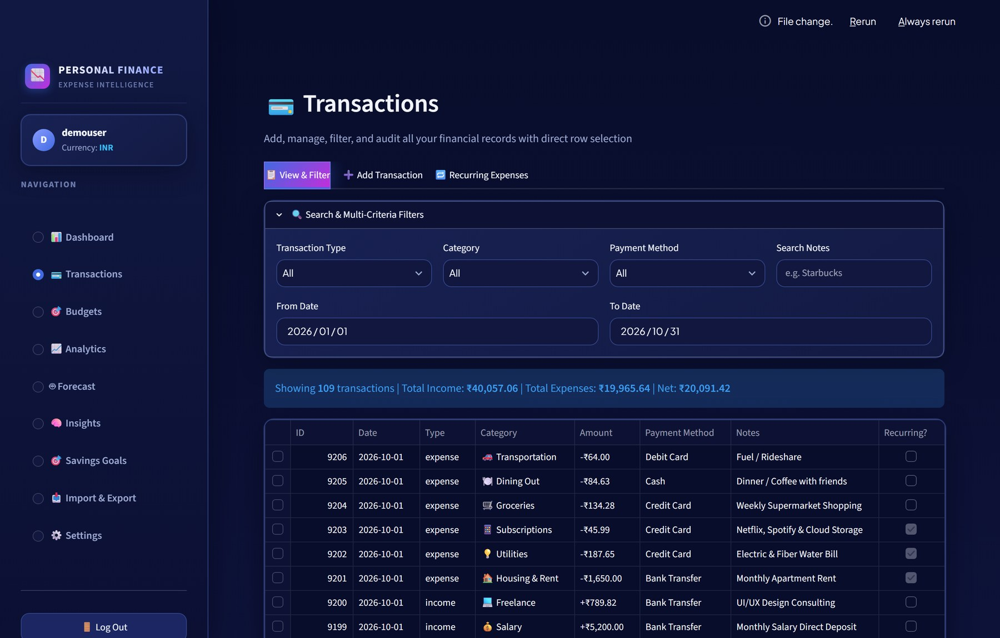 File change. Rerun Always rerun
PERSONAL FINANCE
EXPENSE INTELLIGENCE
D
demouser
Currency: INR
NAVIGATION
Dashboard
Transactions
Budgets
Analytics
Forecast
Insights
Savings Goals
Import & Export
Settings
Log Out
Transactions
Add, manage, filter, and audit all your financial records with direct row selection
View & Filter Add Transaction Recurring Expenses
Search & Multi-Criteria Filters
Transaction Type Category Payment Method Search Notes
All All All e.g. Starbucks
From Date To Date
2026/01/01 2026/10/31
Showing 109 transactions | Total Income: ₹40,057.06 | Total Expenses: ₹19,965.64 | Net: ₹20,091.42
ID Date Type Category Amount Payment Method Notes Recurring?
9206 2026-10-01 expense Transportation -₹64.00 Debit Card Fuel / Rideshare
9205 2026-10-01 expense Dining Out -₹84.63 Cash Dinner / Coffee with friends
9204 2026-10-01 expense Groceries -₹134.28 Credit Card Weekly Supermarket Shopping
9203 2026-10-01 expense Subscriptions -₹45.99 Credit Card Netflix, Spotify & Cloud Storage
9202 2026-10-01 expense Utilities -₹187.65 Credit Card Electric & Fiber Water Bill
9201 2026-10-01 expense Housing & Rent -₹1,650.00 Bank Transfer Monthly Apartment Rent
9200 2026-10-01 income Freelance +₹789.82 Bank Transfer UI/UX Design Consulting
9199 2026-10-01 income Salary +₹5,200.00 Bank Transfer Monthly Salary Direct Deposit